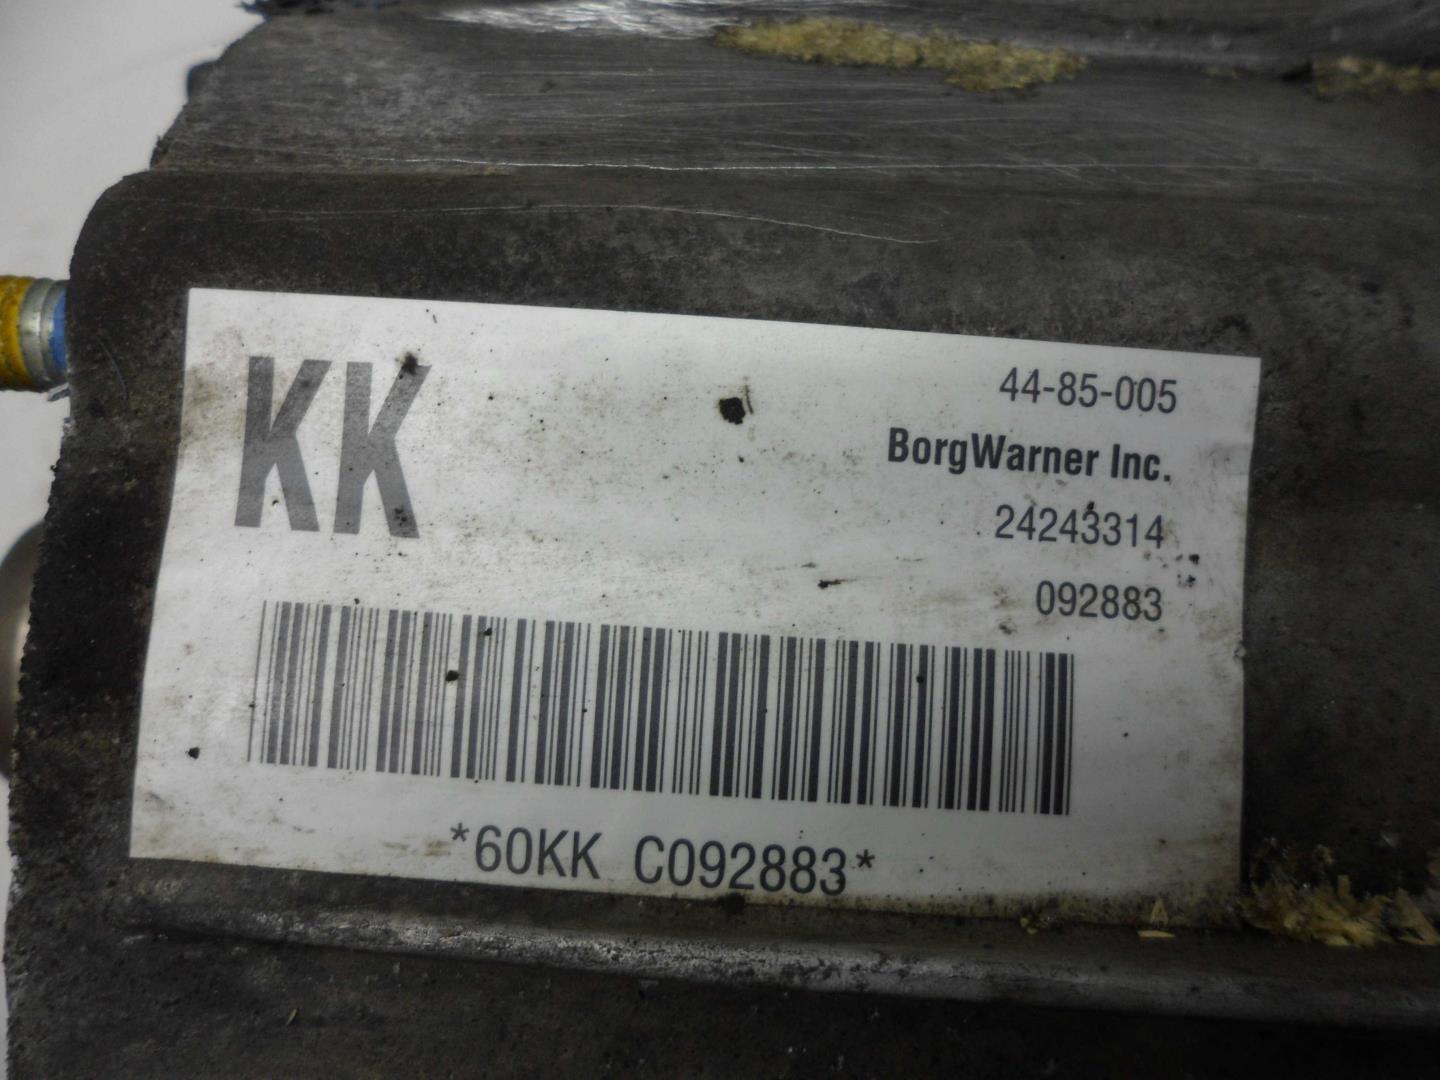 KK
44-85-005
BorgWarner Inc.
24243314
092883
*60KK C092883*